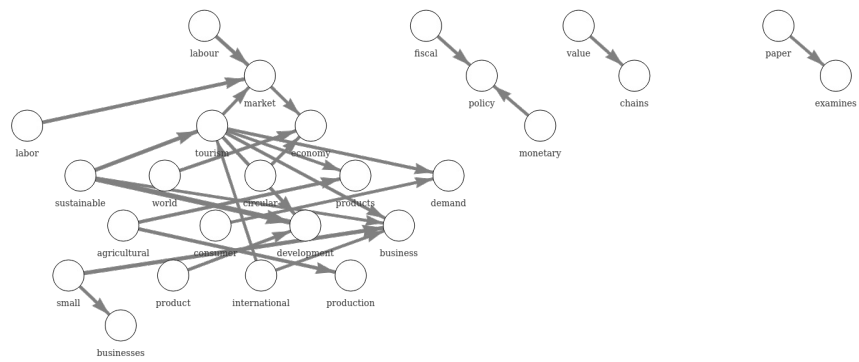 labour
fiscal
value
paper
market
policy
chains
examines
labor
tourism
economy
monetary
sustainable
world
circular
products
demand
agricultural
consumer
development
business
small
product
international
production
businesses